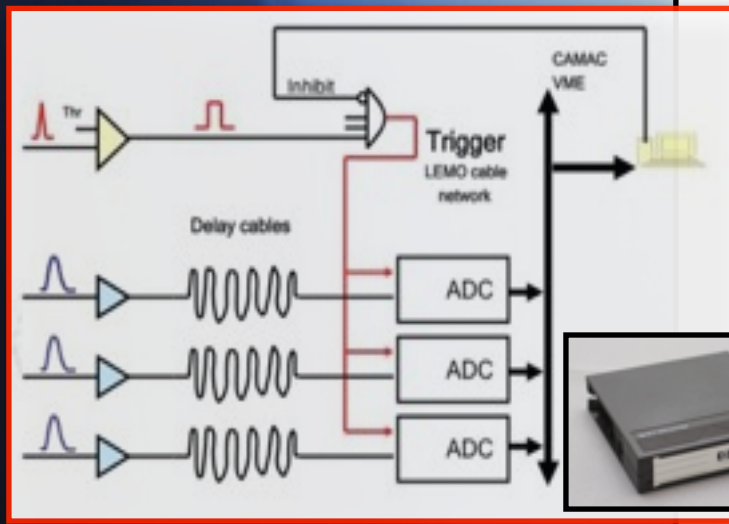 Inhibit
CAMAC
VME
Thr
Trigger
LEMO cable
network
Delay cables
ADC
ADC
ADC